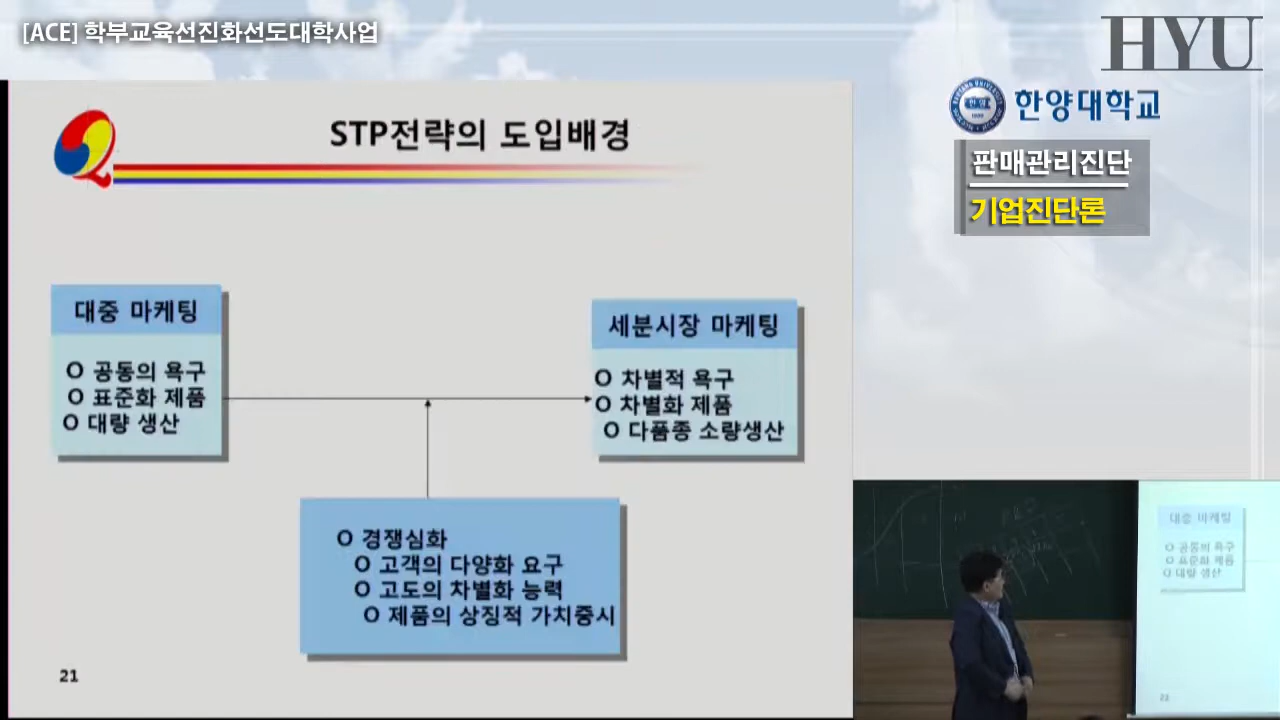 [ACE] 학부교육선진화선도대학사업
HYU
한양대학교
판매관리진단
기업진단론
STP전략의 도입배경
대중 마케팅
O 공동의 욕구
O 표준화 제품
O 대량 생산
세분시장 마케팅
O 차별적 욕구
O 차별화 제품
O 다품종 소량생산
O 경쟁심화
O 고객의 다양화 요구
O 고도의 차별화 능력
O 제품의 상징적 가치중시
21
대중 마케팅
O 공동의 욕구
O 표준화 제품
O 대량 생산